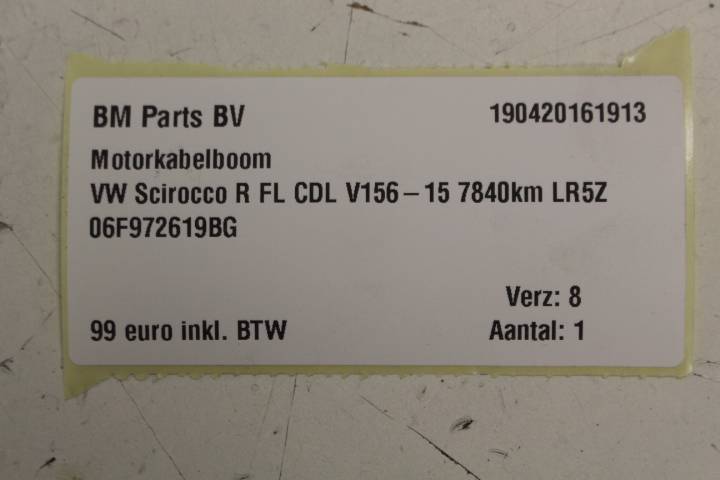 BM Parts BV 190420161913
Motorkabelboom
VW Scirocco R FL CDL V156–15 7840km LR5Z
06F972619BG
Verz: 8
99 euro inkl. BTW Aantal: 1